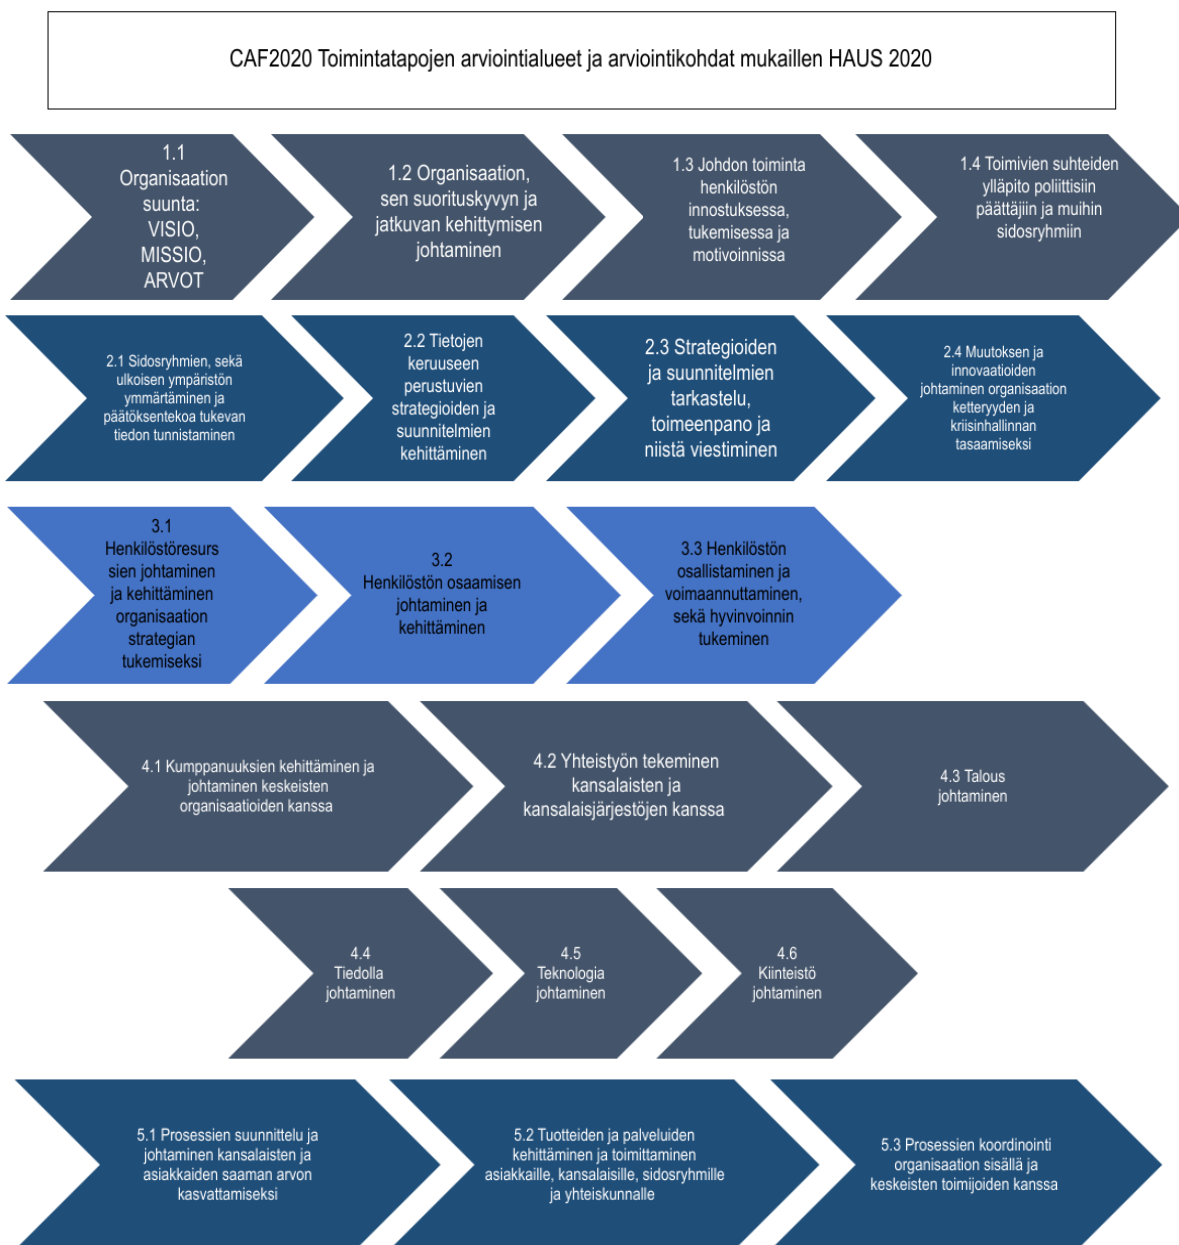 CAF2020 Toimintatapojen arviointialueet ja arviointikohdat mukaillen HAUS 2020
1.1
Organisaation
suunta:
VISIO,
MISSIO,
ARVOT
1.2 Organisaation,
sen suorituskyvyn ja
jatkuvan kehittymisen
johtaminen
1.3 Johdon toiminta
henkilöstön
innostuksessa,
tukemisessa ja
motivoinnissa
1.4 Toimivien suhteiden
ylläpito poliittisiin
päättäjiin ja muihin
sidosryhmiin
2.1 Sidosryhmien, sekä
ulkoisen ympäristön
ymmärtäminen ja
päätöksentekoa tukevan
tiedon tunnistaminen
2.2 Tietojen
keruuseen
perustuvien
strategioiden ja
suunnitelmien
kehittäminen
2.3 Strategioiden
ja suunnitelmien
tarkastelu,
toimeenpano ja
niistä viestiminen
2.4 Muutoksen ja
innovaatioiden
johtaminen organisaation
ketteryyden ja
kriisinhallinnan
tasaamiseksi
3.1
Henkilöstöresurs
sien johtaminen
ja kehittäminen
organisaation
strategian
tukemiseksi
3.2
Henkilöstön osaamisen
johtaminen ja
kehittäminen
3.3 Henkilöstön
osallistaminen ja
voimaannuttaminen,
sekä hyvinvoinnin
tukeminen
4.1 Kumppanuuksien kehittäminen ja
johtaminen keskeisten
organisaatioiden kanssa
4.2 Yhteistyön tekeminen
kansalaisten ja
kansalaisjärjestöjen kanssa
4.3 Talous
johtaminen
4.4
Tiedolla
johtaminen
4.5
Teknologia
johtaminen
4.6
Kiinteistö
johtaminen
5.1 Prosessien suunnittelu ja
johtaminen kansalaisten ja
asiakkaiden saaman arvon
kasvattamiseksi
5.2 Tuotteiden ja palveluiden
kehittäminen ja toimittaminen
asiakkaille, kansalaisille, sidosryhmille
ja yhteiskunnalle
5.3 Prosessien koordinointi
organisaation sisällä ja
keskeisten toimijoiden kanssa